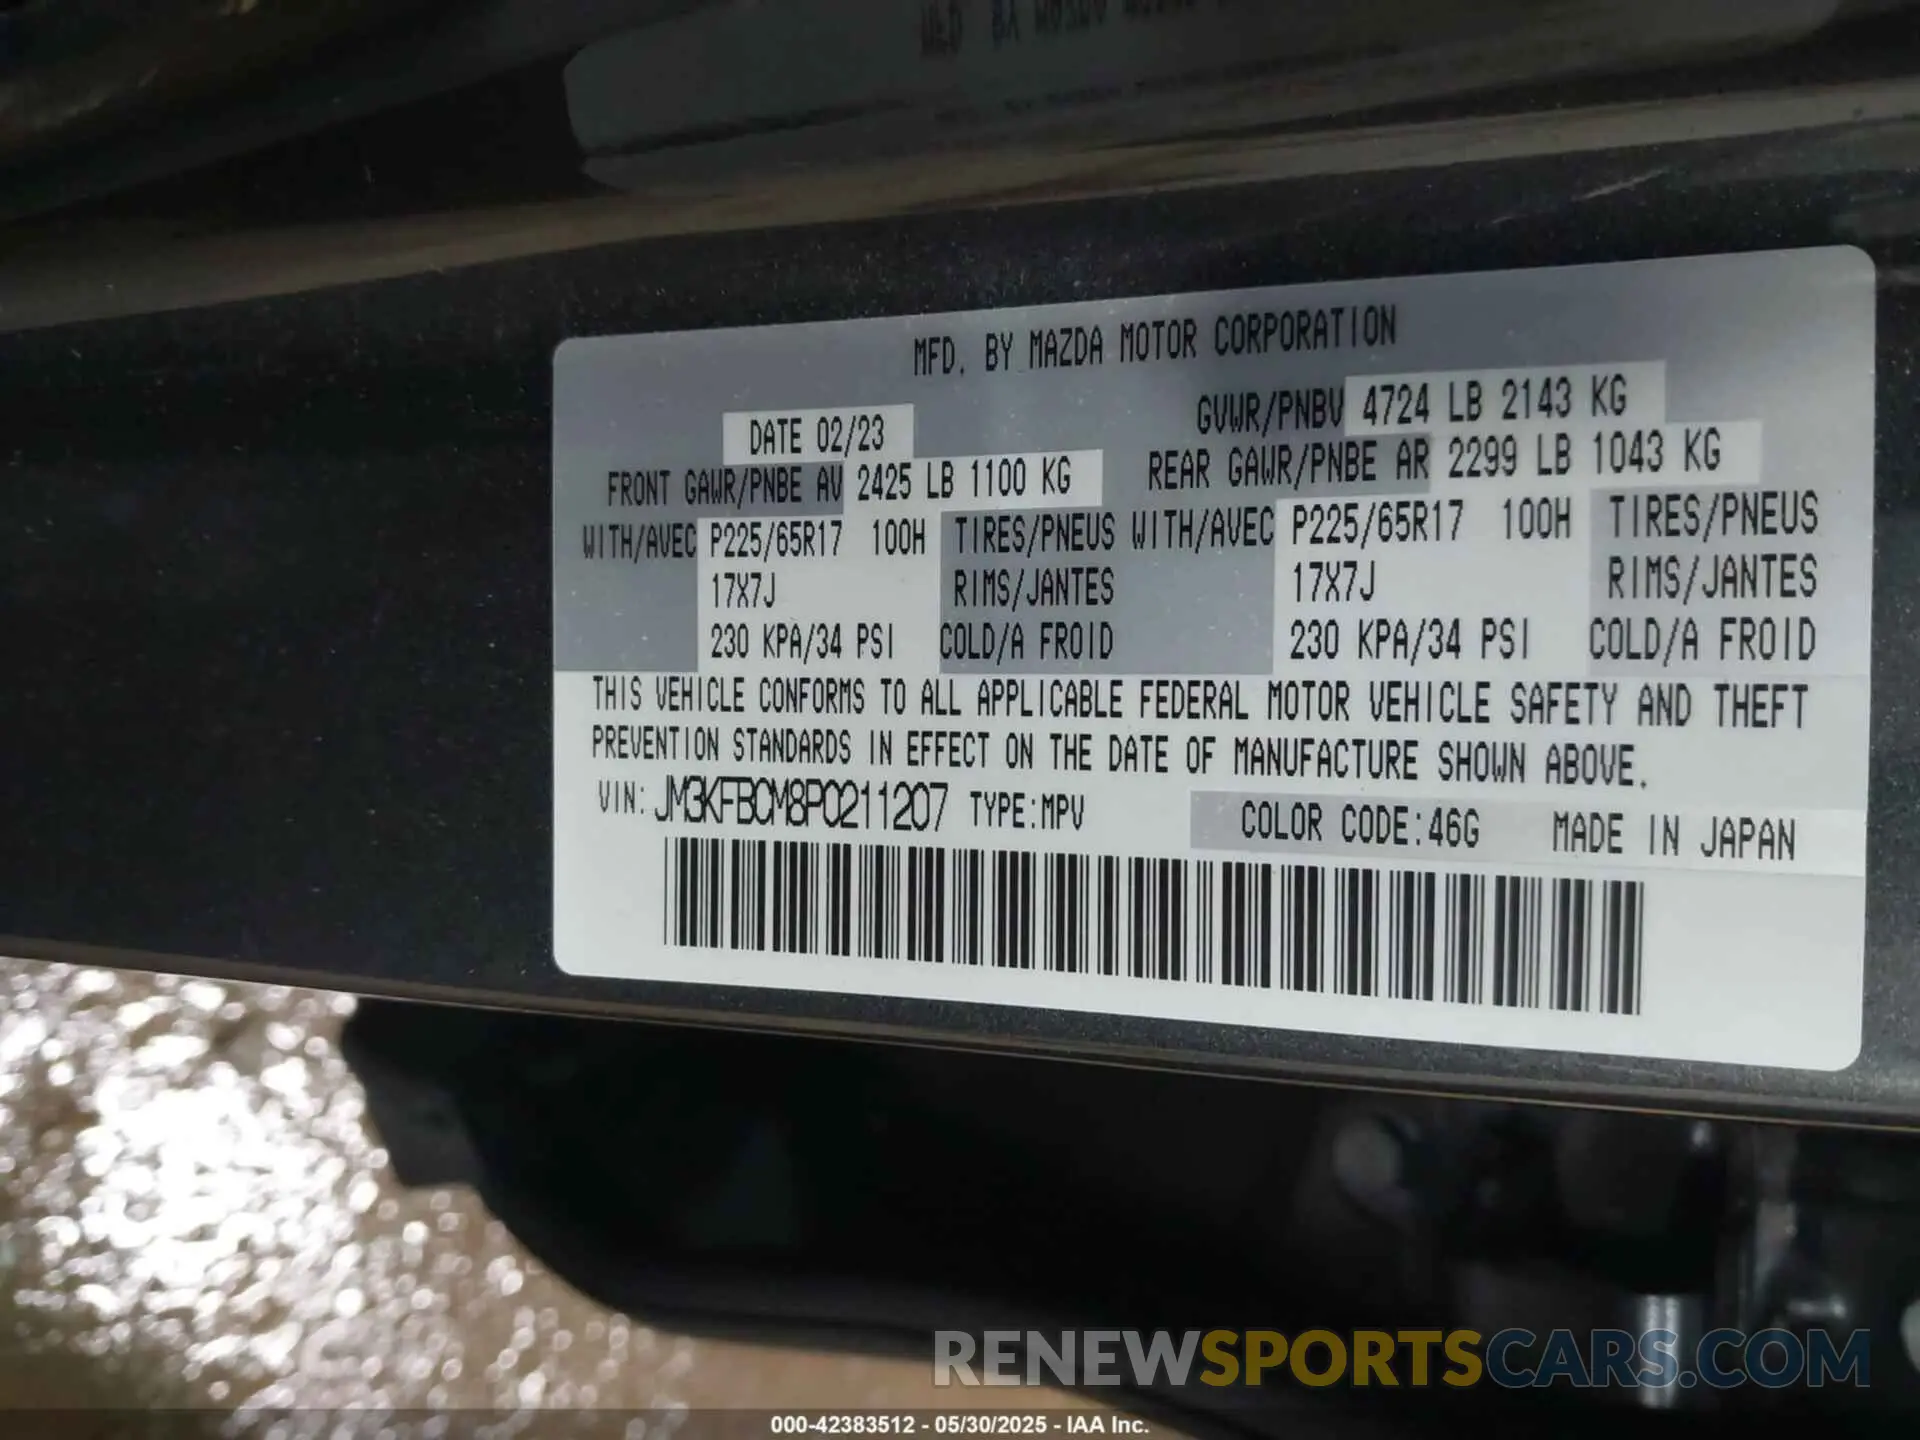 MFD. BY MAZDA MOTOR CORPORATION
DATE 02/23 GVWR/PNBV 4724 LB 2143 KG
FRONT GAWR/PNBE AV 2425 LB 1100 KG REAR GAWR/PNBE AR 2299 LB 1043 KG
WITH/AVEC P225/65R17 100H TIRES/PNEUS WITH/AVEC P225/65R17 100H TIRES/PNEUS
17X7J RIMS/JANTES 17X7J RIMS/JANTES
230 KPA/34 PSI COLD/A FROID 230 KPA/34 PSI COLD/A FROID
THIS VEHICLE CONFORMS TO ALL APPLICABLE FEDERAL MOTOR VEHICLE SAFETY AND THEFT
PREVENTION STANDARDS IN EFFECT ON THE DATE OF MANUFACTURE SHOWN ABOVE.
VIN: JM3KFBCM8P0211207 TYPE:MPV COLOR CODE:46G MADE IN JAPAN
RENEWSPORTSCARS.COM
000-42383512 - 05/30/2025 - IAA Inc.